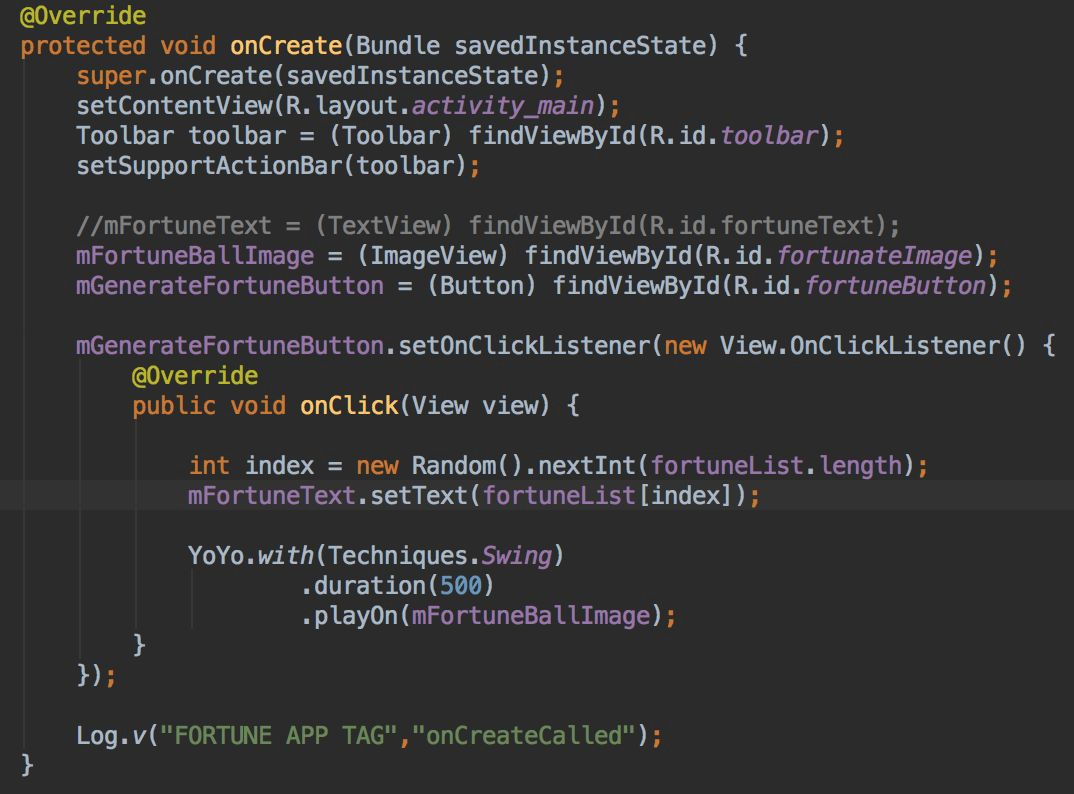 @Override
protected void onCreate(Bundle savedInstanceState) {
super.onCreate(savedInstanceState);
setContentView(R.layout.activity_main);
Toolbar toolbar = (Toolbar) findViewById(R.id.toolbar);
setSupportActionBar(toolbar);
//mFortuneText = (TextView) findViewById(R.id.fortuneText);
mFortuneBallImage = (ImageView) findViewById(R.id.fortunateImage);
mGenerateFortuneButton = (Button) findViewById(R.id.fortuneButton);
mGenerateFortuneButton.setOnClickListener(new View.OnClickListener() {
@Override
public void onClick(View view) {
int index = new Random().nextInt(fortuneList.length);
mFortuneText.setText(fortuneList[index]);
YoYo.with(Techniques.Swing)
.duration(500)
.playOn(mFortuneBallImage);
}
});
Log.v("FORTUNE APP TAG","onCreateCalled");
}